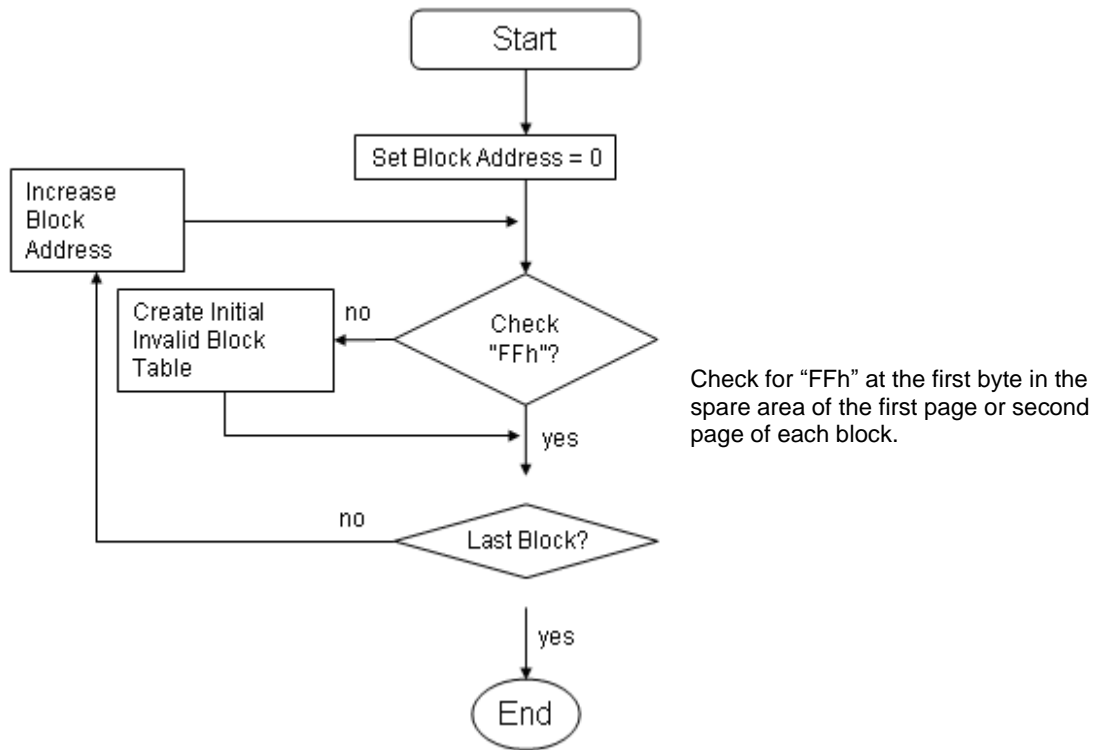 Start
Set Block Address = 0
Increase
Block
Address
Create Initial
Invalid Block
Table
no
Check
"FFh"?
Check for “FFh” at the first byte in the
spare area of the first page or second
page of each block.
yes
no
Last Block?
yes
End